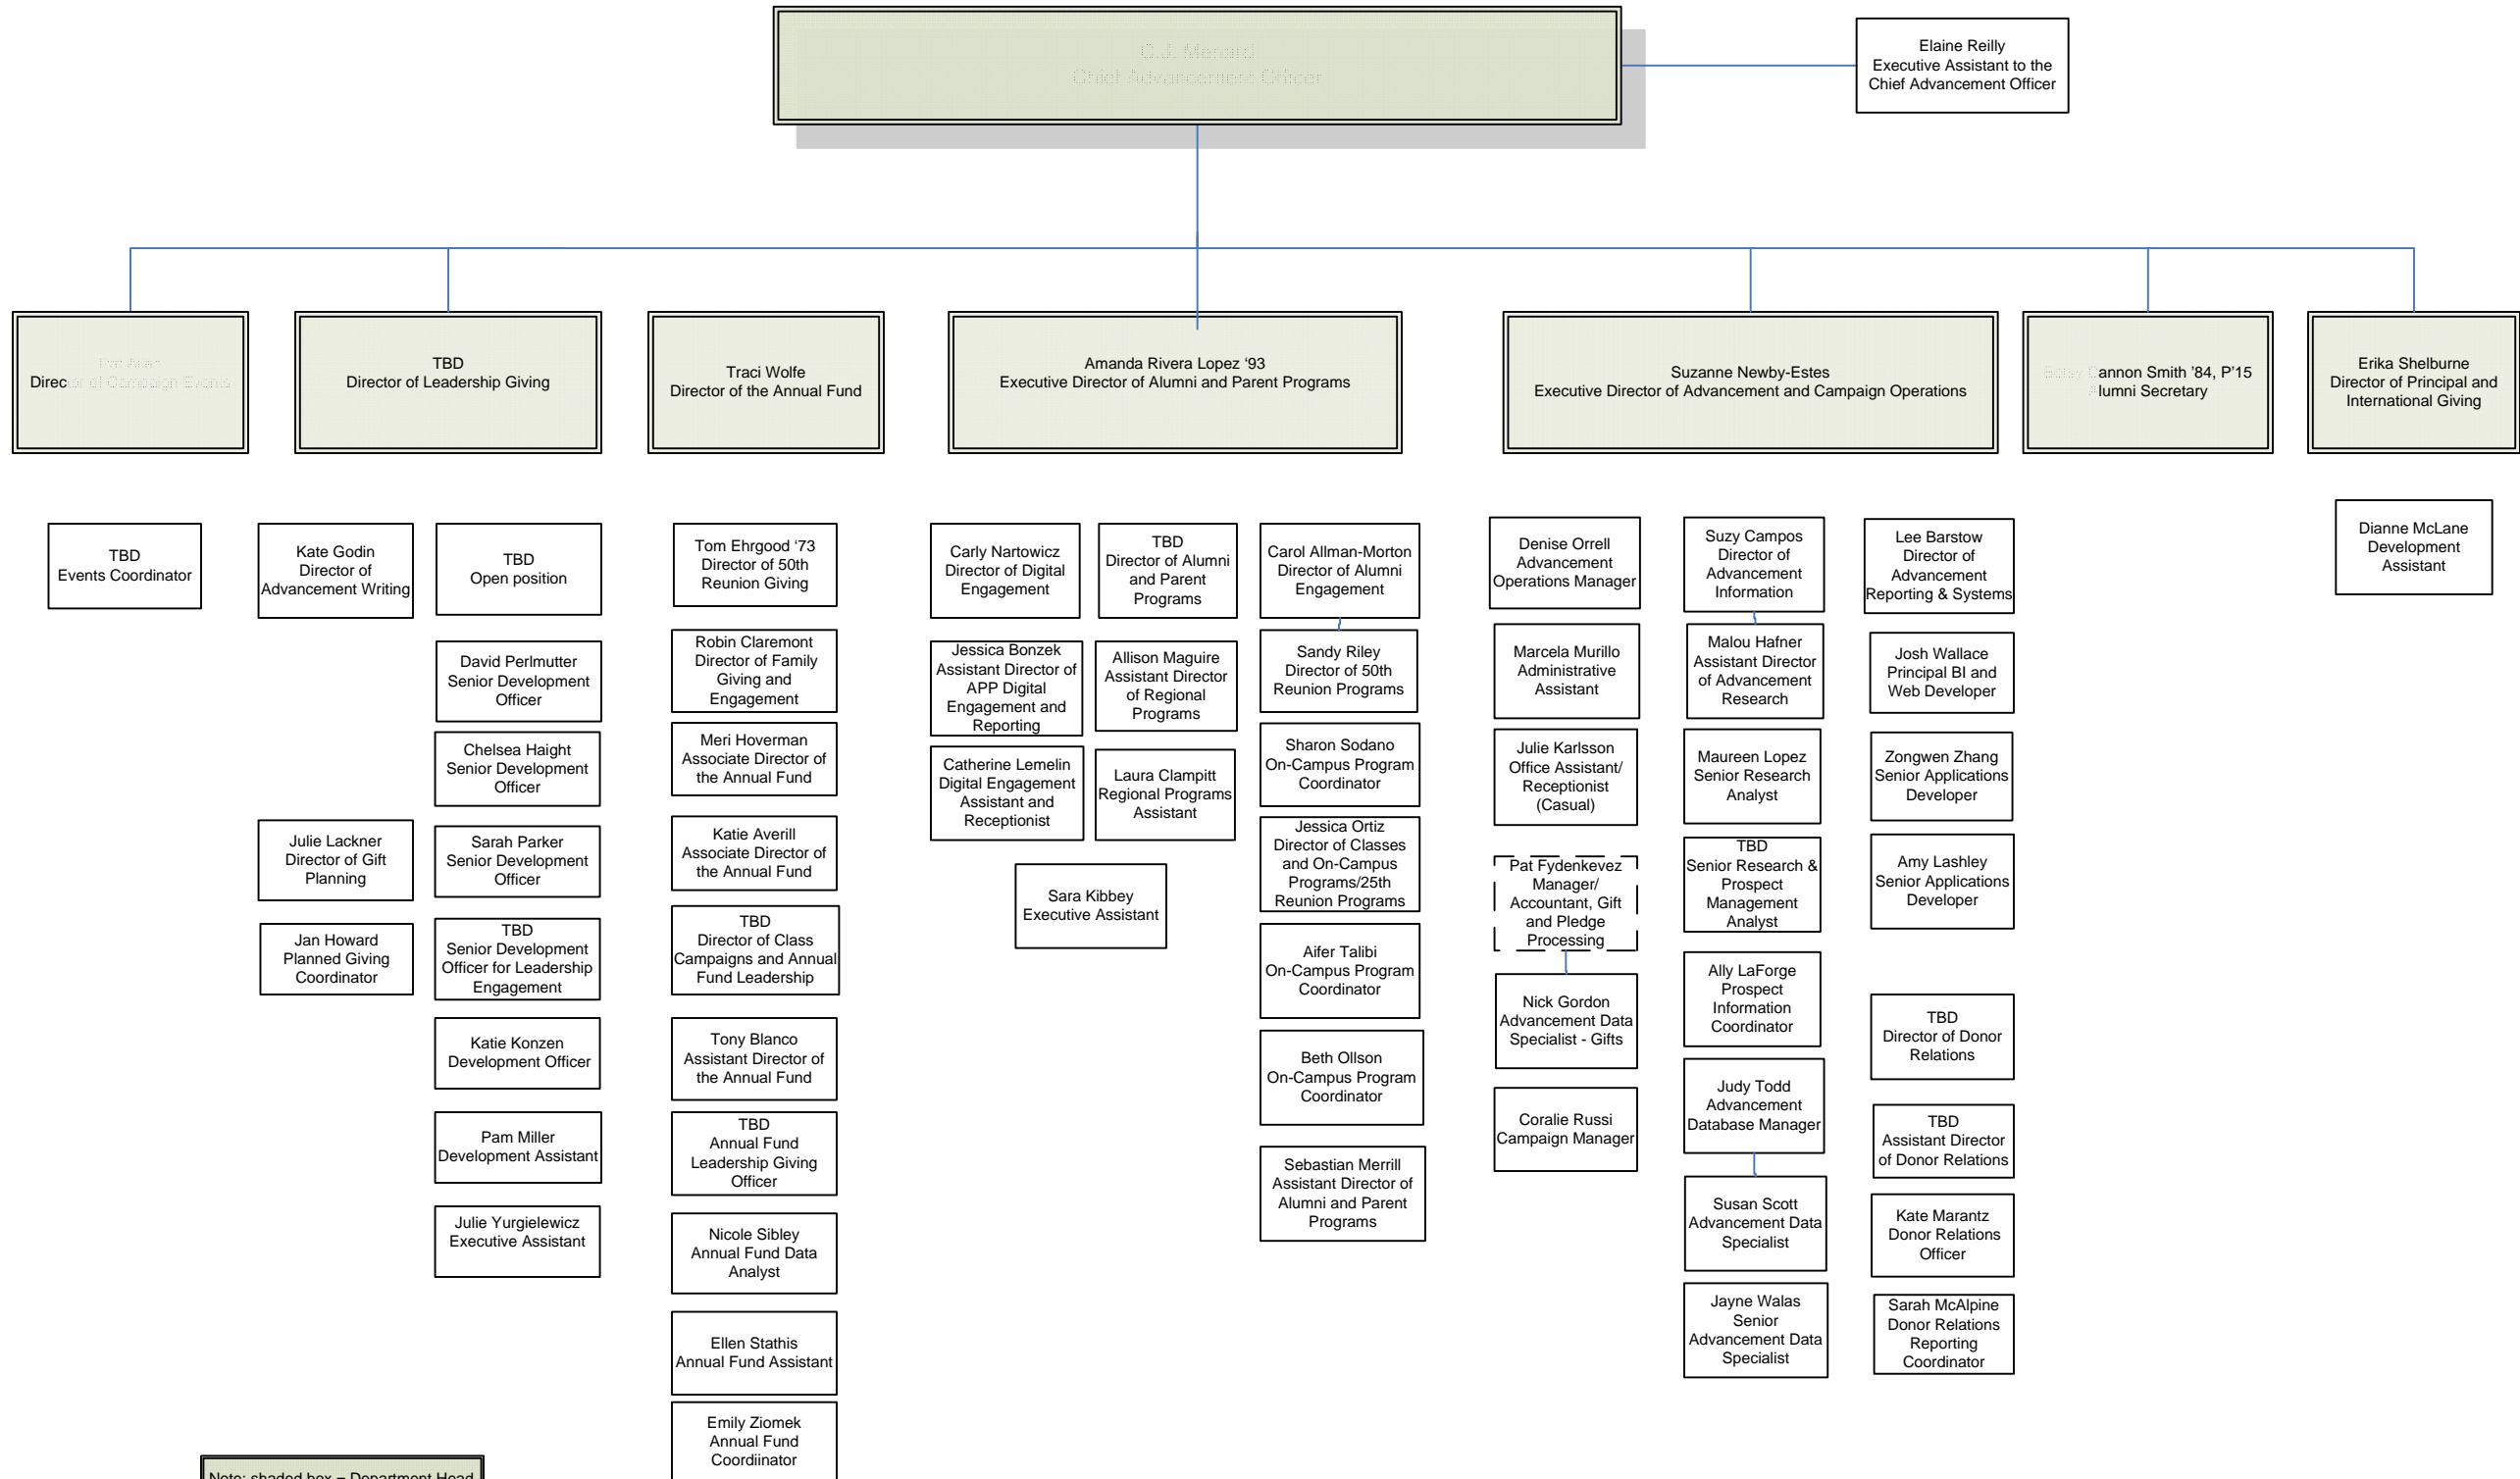 C.J. Menard
Chief Advancement Officer
Elaine Reilly
Executive Assistant to the
Chief Advancement Officer
Director of Campaign Events
TBD
Director of Leadership Giving
Traci Wolfe
Director of the Annual Fund
Amanda Rivera Lopez ‘93
Executive Director of Alumni and Parent Programs
Suzanne Newby-Estes
Executive Director of Advancement and Campaign Operations
Betsy Cannon Smith ’84, P’15
Alumni Secretary
Erika Shelburne
Director of Principal and
International Giving
TBD
Events Coordinator
Kate Godin
Director of
Advancement Writing
Julie Lackner
Director of Gift
Planning
Jan Howard
Planned Giving
Coordinator
TBD
Open position
David Perlmutter
Senior Development
Officer
Chelsea Haight
Senior Development
Officer
Sarah Parker
Senior Development
Officer
TBD
Senior Development
Officer for Leadership
Engagement
Katie Konzen
Development Officer
Pam Miller
Development Assistant
Julie Yurgielewicz
Executive Assistant
Tom Ehrgood ‘73
Director of 50th
Reunion Giving
Robin Claremont
Director of Family
Giving and
Engagement
Meri Hoverman
Associate Director of
the Annual Fund
Katie Averill
Associate Director of
the Annual Fund
TBD
Director of Class
Campaigns and Annual
Fund Leadership
Tony Blanco
Assistant Director of
the Annual Fund
TBD
Annual Fund
Leadership Giving
Officer
Nicole Sibley
Annual Fund Data
Analyst
Ellen Stathis
Annual Fund Assistant
Emily Ziomek
Annual Fund
Coordiinator
Carly Nartowicz
Director of Digital
Engagement
Jessica Bonzek
Assistant Director of
APP Digital
Engagement and
Reporting
Catherine Lemelin
Digital Engagement
Assistant and
Receptionist
TBD
Director of Alumni
and Parent
Programs
Allison Maguire
Assistant Director
of Regional
Programs
Laura Clampitt
Regional Programs
Assistant
Sara Kibbey
Executive Assistant
Carol Allman-Morton
Director of Alumni
Engagement
Sandy Riley
Director of 50th
Reunion Programs
Sharon Sodano
On-Campus Program
Coordinator
Jessica Ortiz
Director of Classes
and On-Campus
Programs/25th
Reunion Programs
Aifer Talibi
On-Campus Program
Coordinator
Beth Ollson
On-Campus Program
Coordinator
Sebastian Merrill
Assistant Director of
Alumni and Parent
Programs
Denise Orrell
Advancement
Operations Manager
Marcela Murillo
Administrative
Assistant
Julie Karlsson
Office Assistant/
Receptionist
(Casual)
Pat Fydenkevez
Manager/
Accountant, Gift
and Pledge
Processing
Nick Gordon
Advancement Data
Specialist - Gifts
Coralie Russi
Campaign Manager
Suzy Campos
Director of
Advancement
Information
Malou Hafner
Assistant Director
of Advancement
Research
Maureen Lopez
Senior Research
Analyst
TBD
Senior Research &
Prospect
Management
Analyst
Ally LaForge
Prospect
Information
Coordinator
Judy Todd
Advancement
Database Manager
Susan Scott
Advancement Data
Specialist
Jayne Walas
Senior
Advancement Data
Specialist
Lee Barstow
Director of
Advancement
Reporting & Systems
Josh Wallace
Principal BI and
Web Developer
Zongwen Zhang
Senior Applications
Developer
Amy Lashley
Senior Applications
Developer
TBD
Director of Donor
Relations
TBD
Assistant Director
of Donor Relations
Kate Marantz
Donor Relations
Officer
Sarah McAlpine
Donor Relations
Reporting
Coordinator
Dianne McLane
Development
Assistant
Note: shaded box = Department Head